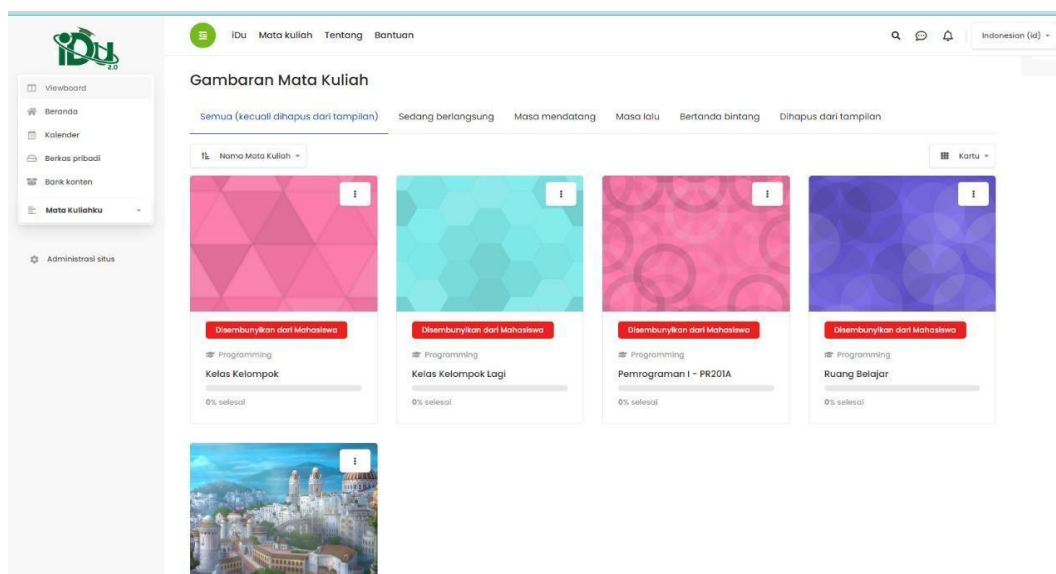 iDu
2.0
iDu Mata kuliah Tentang Bantuan
Indonesian (id)
Viewboard
Beranda
Kalender
Berkas pribadi
Bank konten
Mata Kuliahku
Administrasi situs
Gambaran Mata Kuliah
Semua (kecuali dihapus dari tampilan) Sedang berlangsung Masa mendatang Masa lalu Bertanda bintang Dihapus dari tampilan
Nama Mata Kuliah
Kartu
Disembunyikan dari Mahasiswa
Programming
Kelas Kelompok
0% selesai
Disembunyikan dari Mahasiswa
Programming
Kelas Kelompok Lagi
0% selesai
Disembunyikan dari Mahasiswa
Programming
Pemrograman I - PR201A
0% selesai
Disembunyikan dari Mahasiswa
Programming
Ruang Belajar
0% selesai